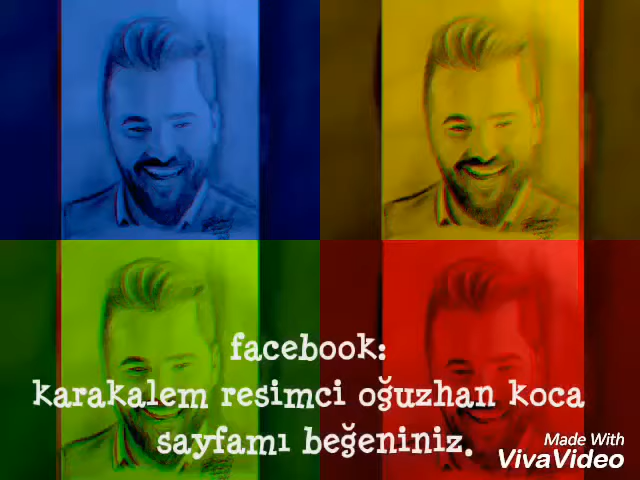 facebook:
karakalem resimci oğuzhan koca
sayfamı beğeniniz.
Made With
VivaVideo